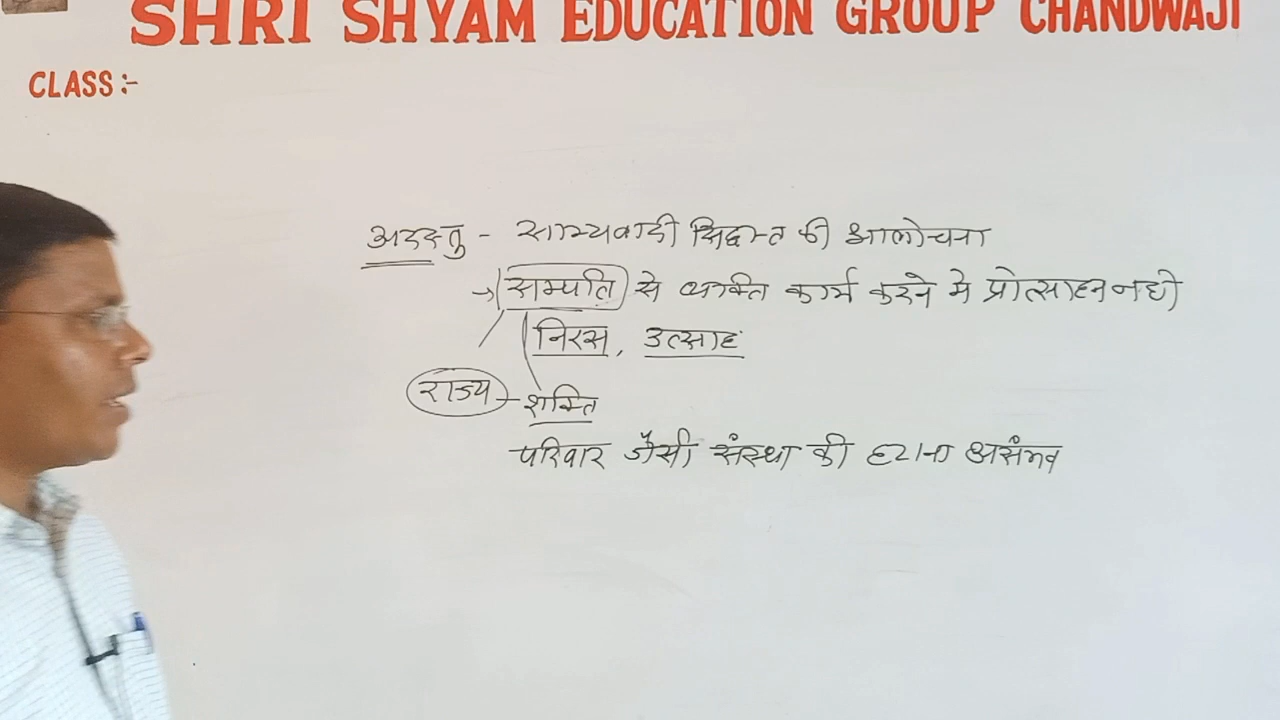 SHRI SHYAM EDUCATION GROUP CHANDWAJI
CLASS :-
अरस्तु - साम्यवादी सिद्धान्त की आलोचना
→ सम्पति से व्यक्ति कार्य करने मे प्रोत्साहन नही
निरस, उत्साह
राज्य - शक्ति
परिवार जैसी संस्था की हटाना असंभव